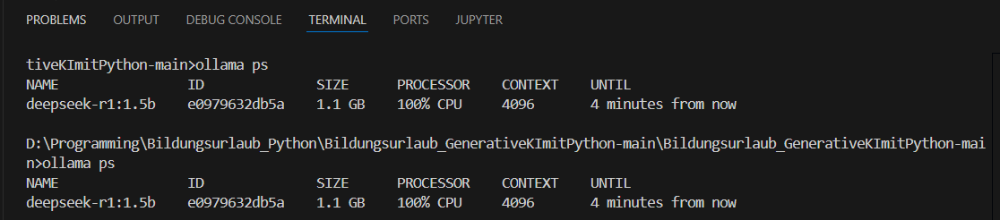 PROBLEMS OUTPUT DEBUG CONSOLE TERMINAL PORTS JUPYTER
tiveKImitPython-main>ollama ps
NAME ID SIZE PROCESSOR CONTEXT UNTIL
deepseek-r1:1.5b e0979632db5a 1.1 GB 100% CPU 4096 4 minutes from now
D:\Programming\Bildungsurlaub_Python\Bildungsurlaub_GenerativeKImitPython-main\Bildungsurlaub_GenerativeKImitPython-mai
n>ollama ps
NAME ID SIZE PROCESSOR CONTEXT UNTIL
deepseek-r1:1.5b e0979632db5a 1.1 GB 100% CPU 4096 4 minutes from now